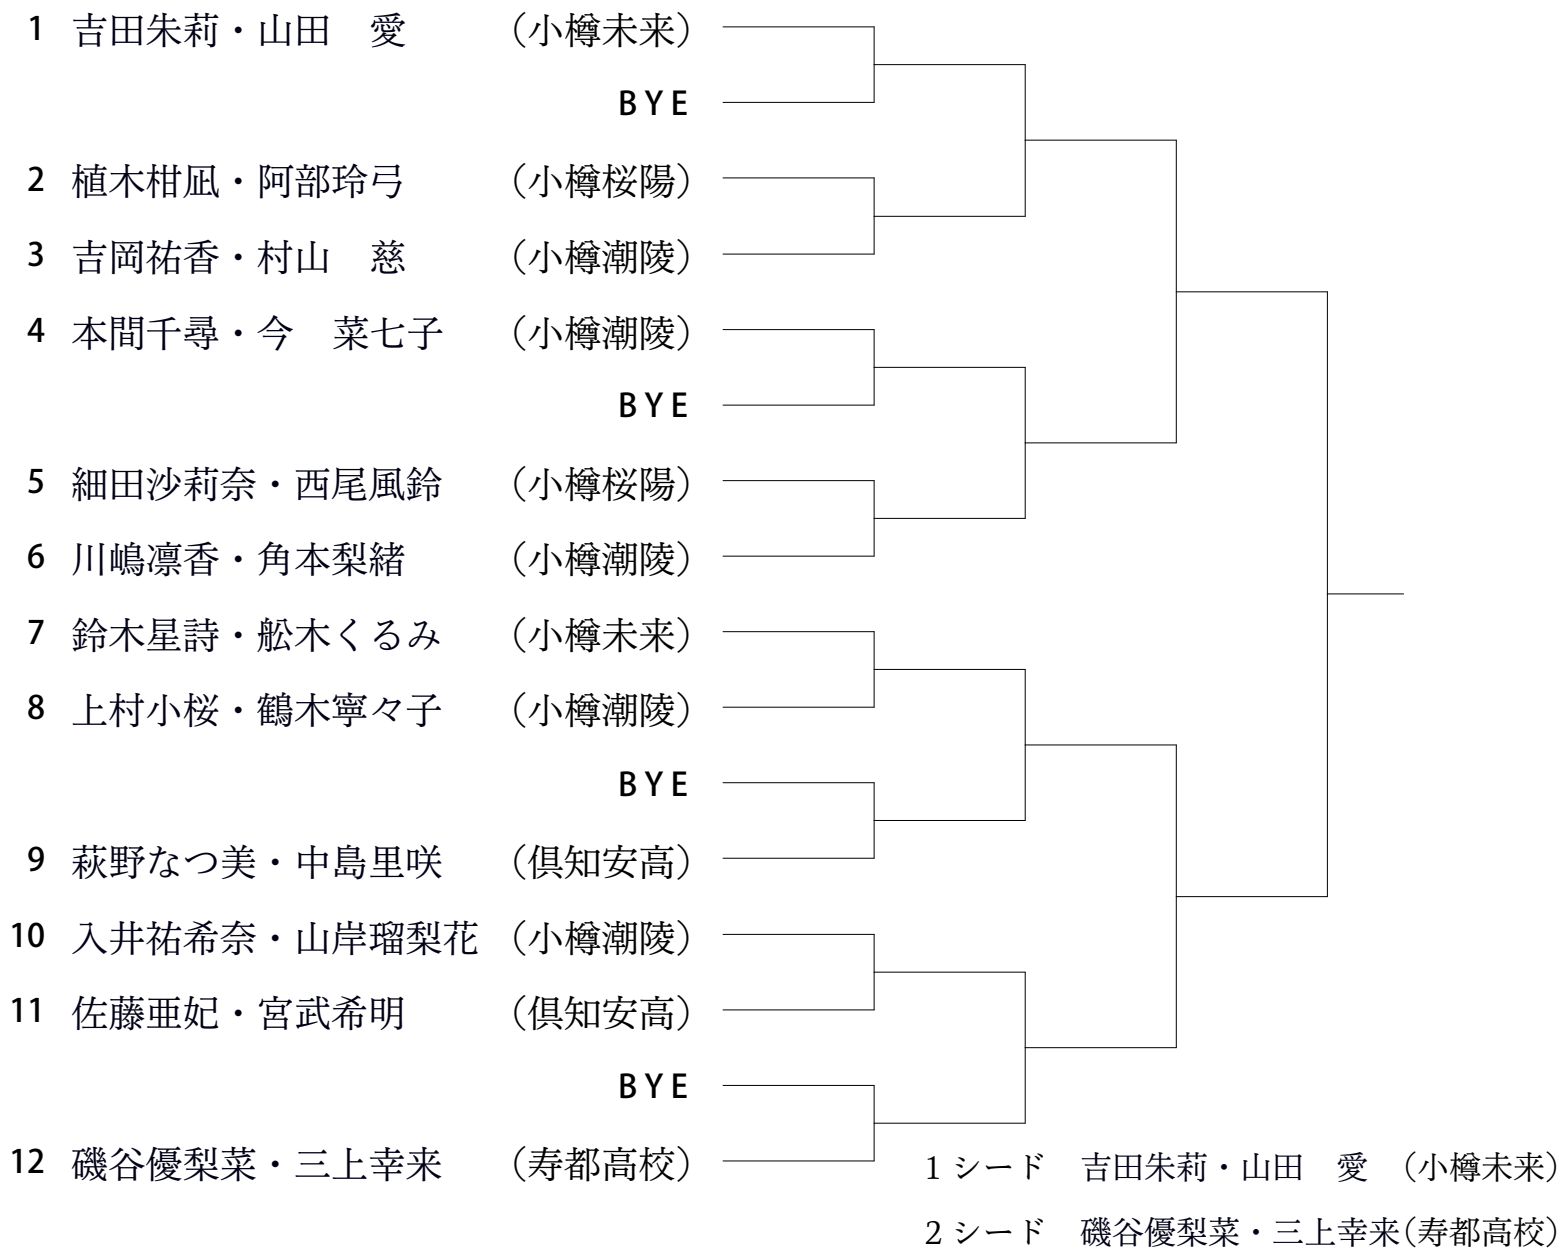 1 吉田朱莉・山田　愛 （小樽未来）
BYE
2 植木柑凪・阿部玲弓 （小樽桜陽）
3 吉岡祐香・村山　慈 （小樽潮陵）
4 本間千尋・今　菜七子 （小樽潮陵）
BYE
5 細田沙莉奈・西尾風鈴 （小樽桜陽）
6 川嶋凛香・角本梨緒 （小樽潮陵）
7 鈴木星詩・舩木くるみ （小樽未来）
8 上村小桜・鶴木寧々子 （小樽潮陵）
BYE
9 萩野なつ美・中島里咲 （倶知安高）
10 入井祐希奈・山岸瑠梨花 （小樽潮陵）
11 佐藤亜妃・宮武希明 （倶知安高）
BYE
12 磯谷優梨菜・三上幸来 （寿都高校）
1 シード　吉田朱莉・山田　愛　（小樽未来）
2 シード　磯谷優梨菜・三上幸来（寿都高校）